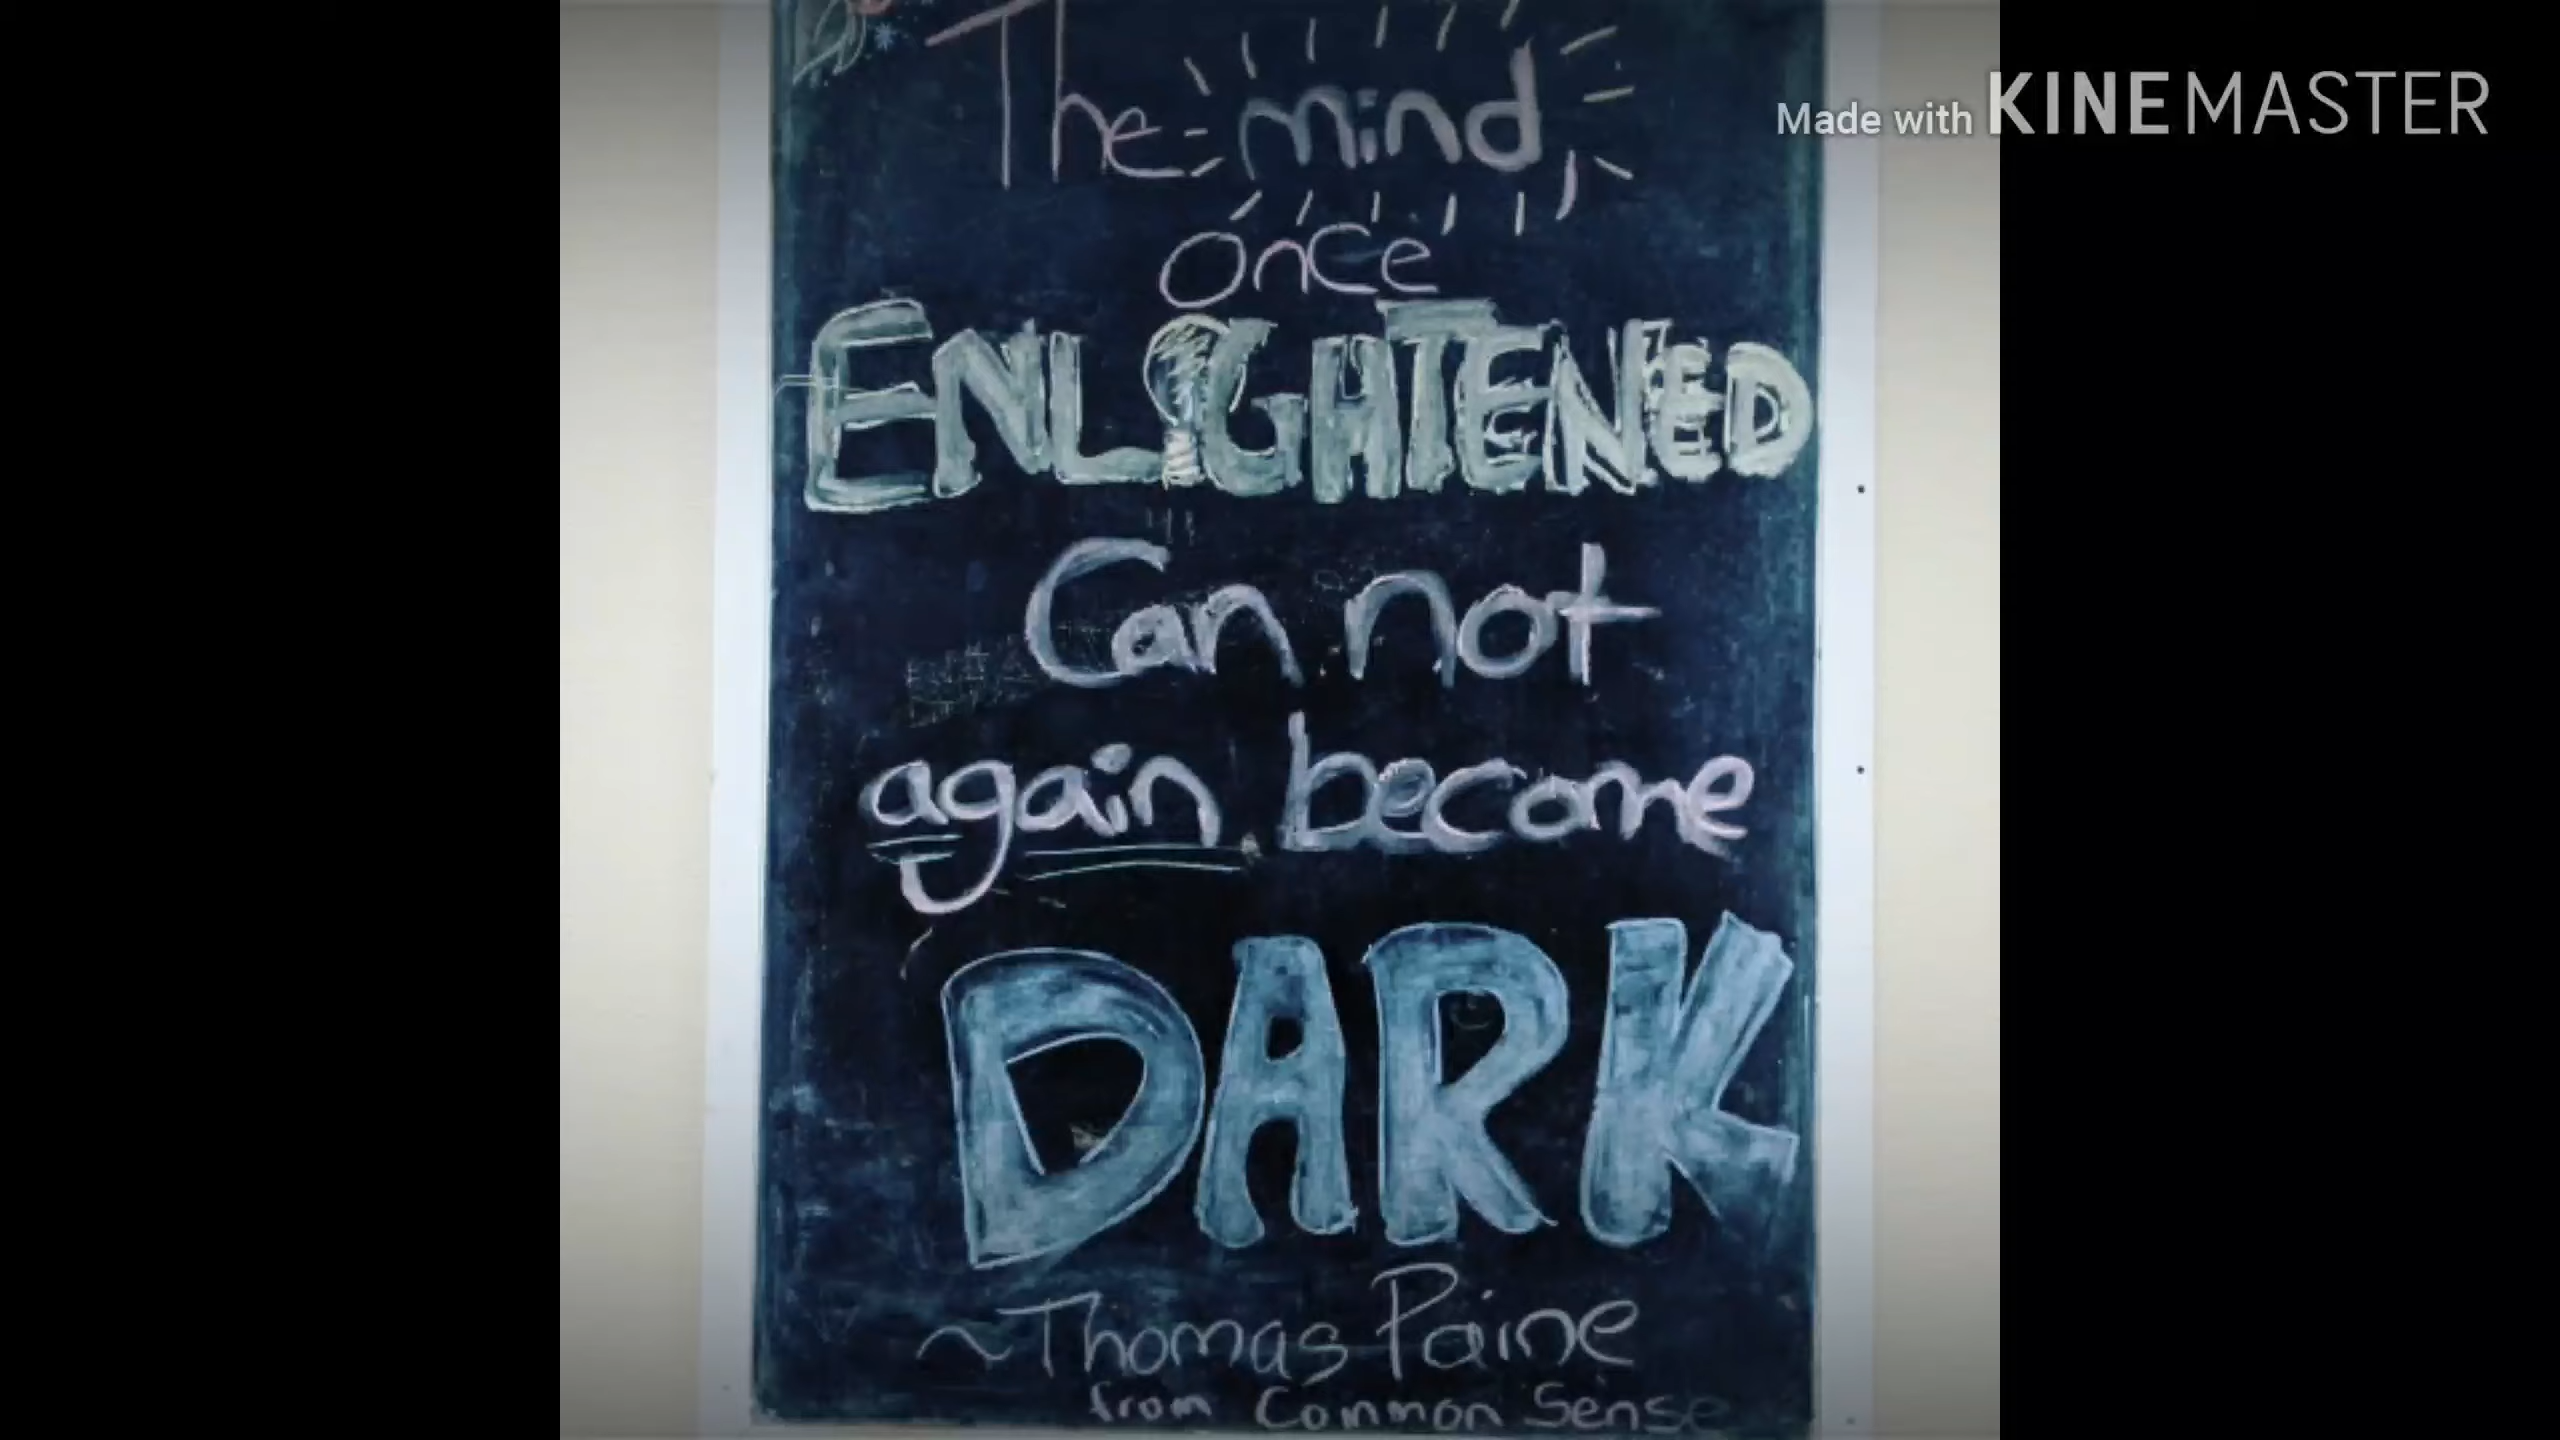 The mind
Made with KINEMASTER
once
ENLIGHTENED
Can not
again become
DARK
~Thomas Paine
from Common Sense